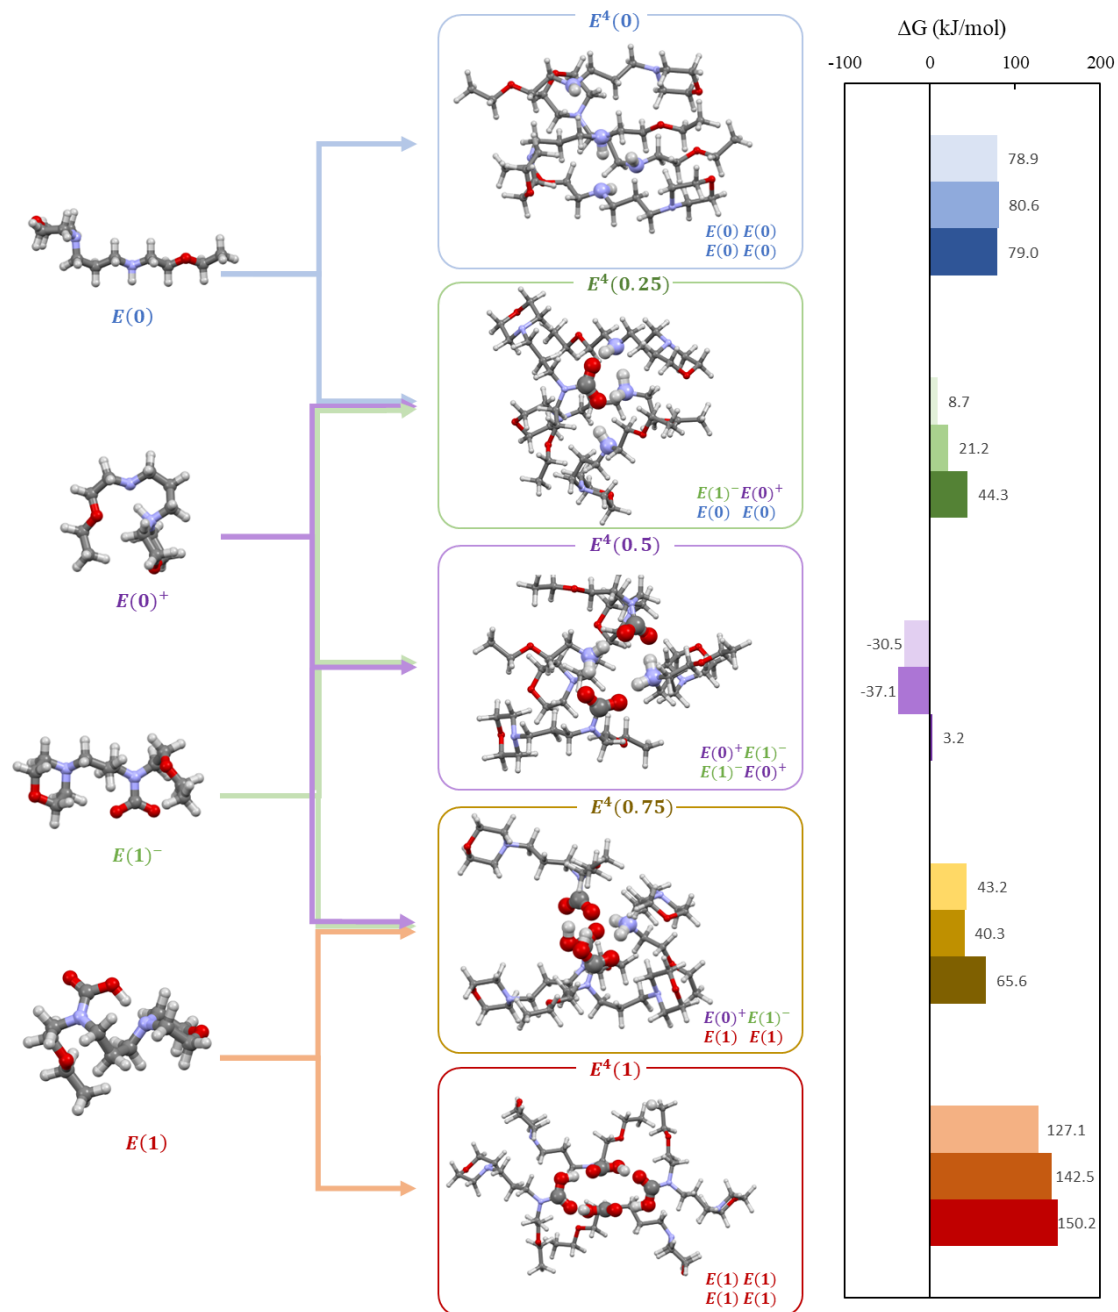 E⁴(0)
E(0) E(0)
E(0) E(0)
E⁴(0.25)
E(1)⁻E(0)⁺
E(0) E(0)
E⁴(0.5)
E(0)⁺E(1)⁻
E(1)⁻E(0)⁺
E⁴(0.75)
E(0)⁺E(1)⁻
E(1) E(1)
E⁴(1)
E(1) E(1)
E(1) E(1)
E(0)
E(0)⁺
E(1)⁻
E(1)
ΔG (kJ/mol)
-100 0 100 200
78.9
80.6
79.0
8.7
21.2
44.3
-30.5
-37.1
3.2
43.2
40.3
65.6
127.1
142.5
150.2